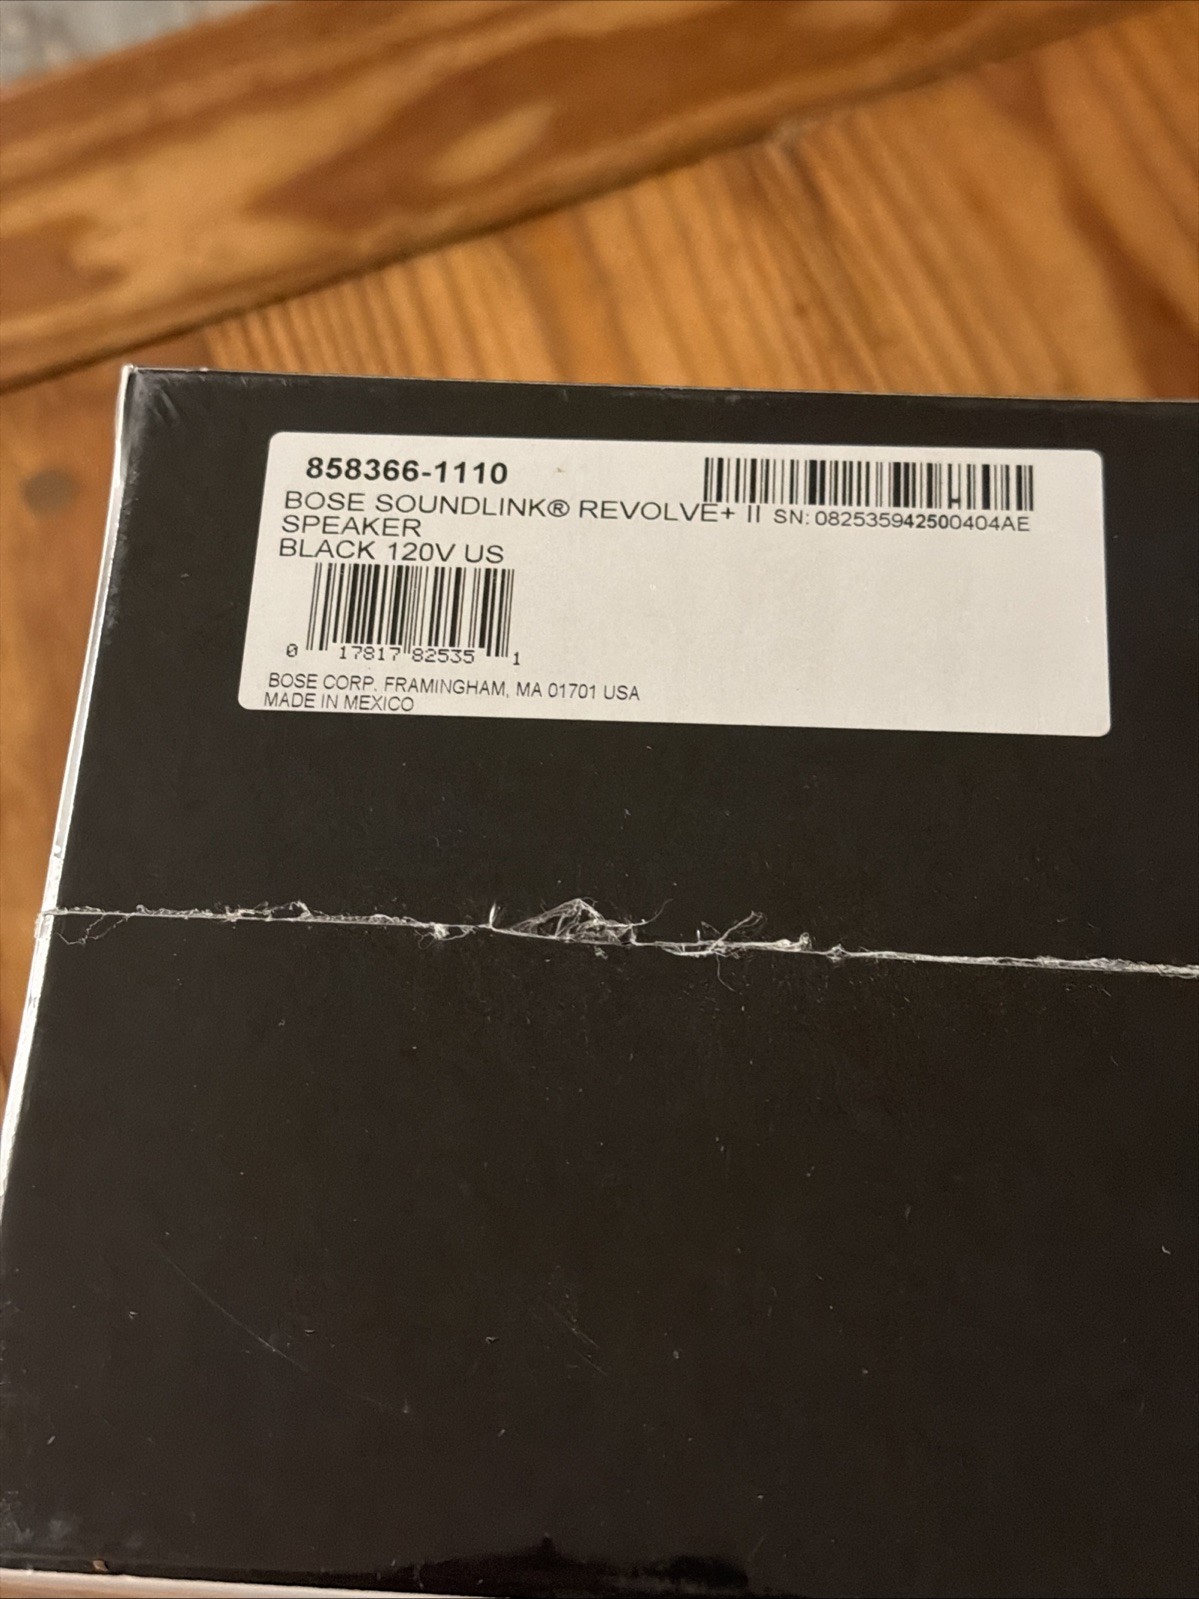 858366-1110
BOSE SOUNDLINK® REVOLVE+ II
SPEAKER
BLACK 120V US
SN: 082535942500404AE
0 17817 82535 1
BOSE CORP. FRAMINGHAM, MA 01701 USA
MADE IN MEXICO